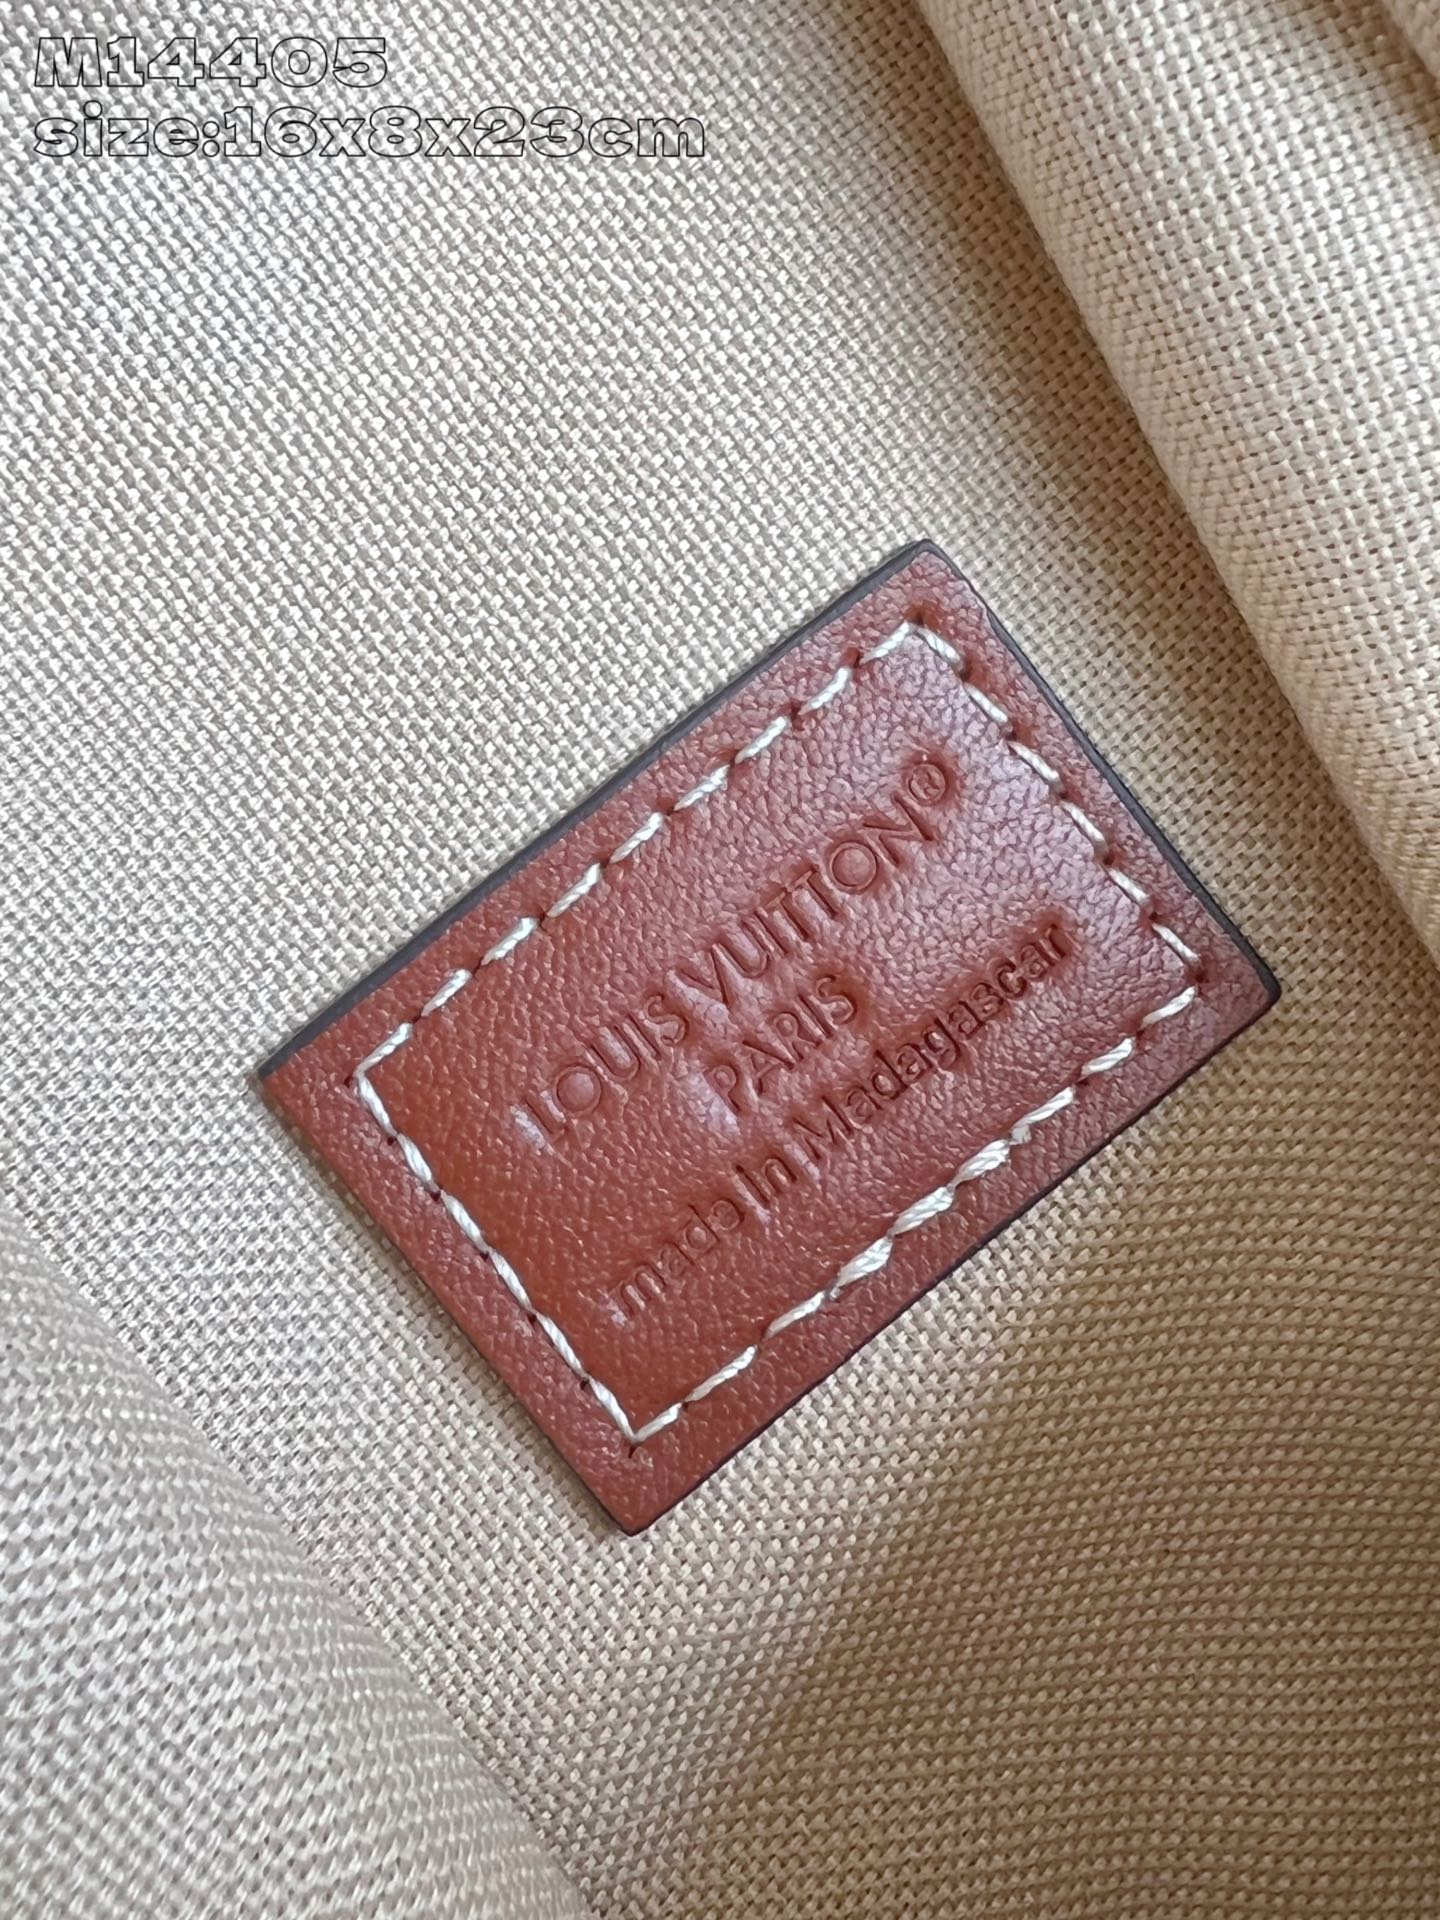 M14405
size:16x8x23cm
LOUIS VUITTON®
PARIS
made in Madagascar